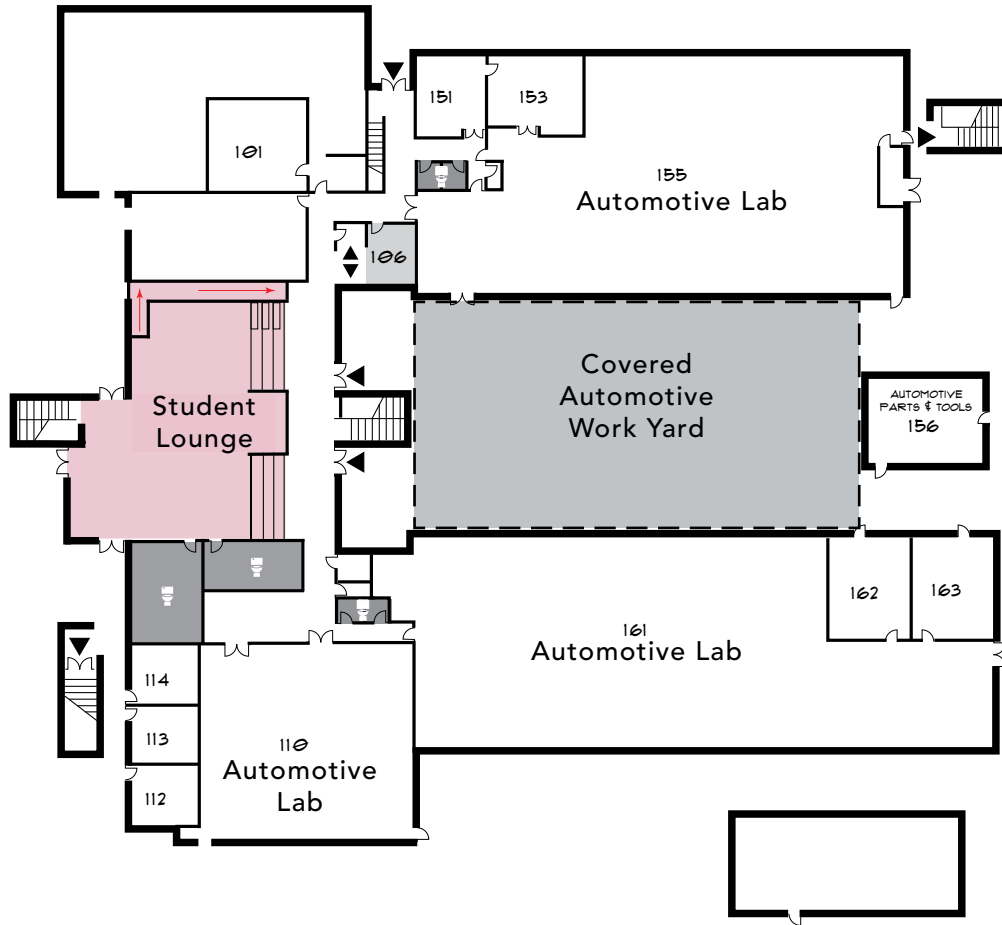 151
153
101
155
Automotive Lab
106
Covered
Automotive
Work Yard
AUTOMOTIVE
PARTS & TOOLS
156
Student
Lounge
162
163
161
Automotive Lab
114
113
110
Automotive
Lab
112